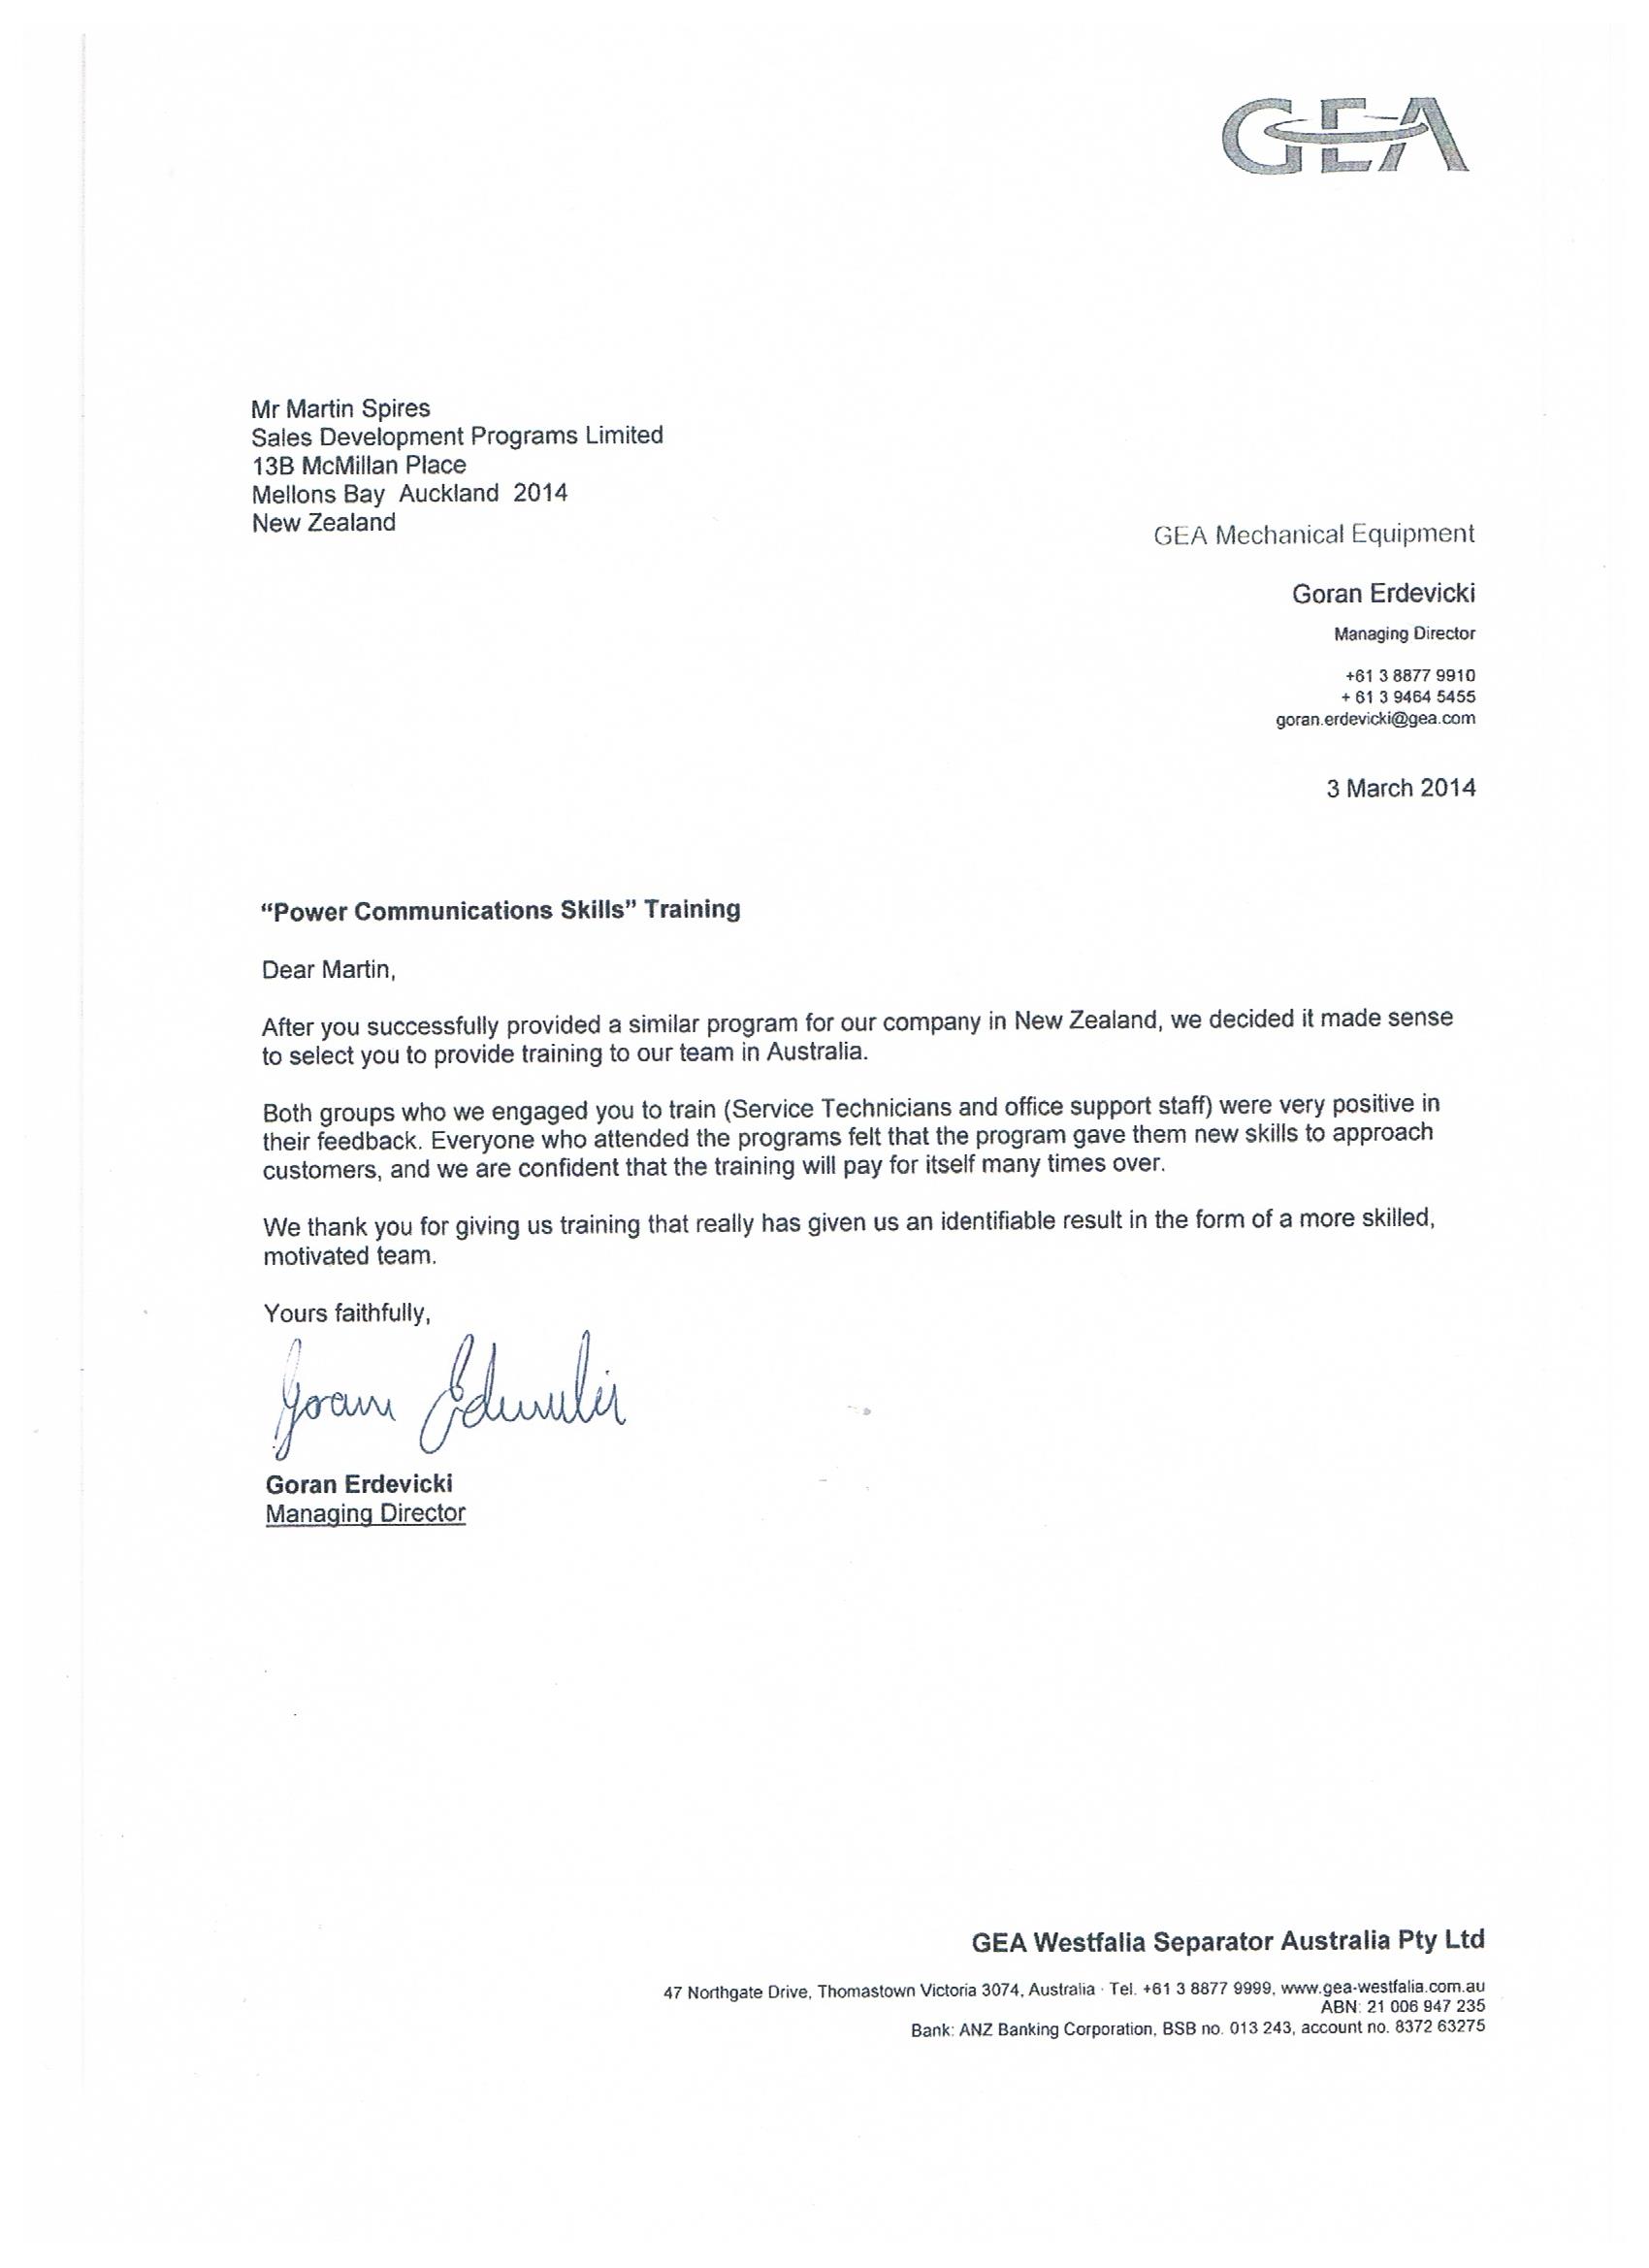 GEA
Mr Martin Spires
Sales Development Programs Limited
13B McMillan Place
Mellons Bay  Auckland  2014
New Zealand
GEA Mechanical Equipment
Goran Erdevicki
Managing Director
+61 3 8877 9910
+ 61 3 9464 5455
goran.erdevicki@gea.com
3 March 2014
“Power Communications Skills” Training
Dear Martin,
After you successfully provided a similar program for our company in New Zealand, we decided it made sense
to select you to provide training to our team in Australia.
Both groups who we engaged you to train (Service Technicians and office support staff) were very positive in
their feedback. Everyone who attended the programs felt that the program gave them new skills to approach
customers, and we are confident that the training will pay for itself many times over.
We thank you for giving us training that really has given us an identifiable result in the form of a more skilled,
motivated team.
Yours faithfully,
Goran Erdevicki
Goran Erdevicki
Managing Director
GEA Westfalia Separator Australia Pty Ltd
47 Northgate Drive, Thomastown Victoria 3074, Australia · Tel. +61 3 8877 9999, www.gea-westfalia.com.au
ABN: 21 006 947 235
Bank: ANZ Banking Corporation, BSB no. 013 243, account no. 8372 63275